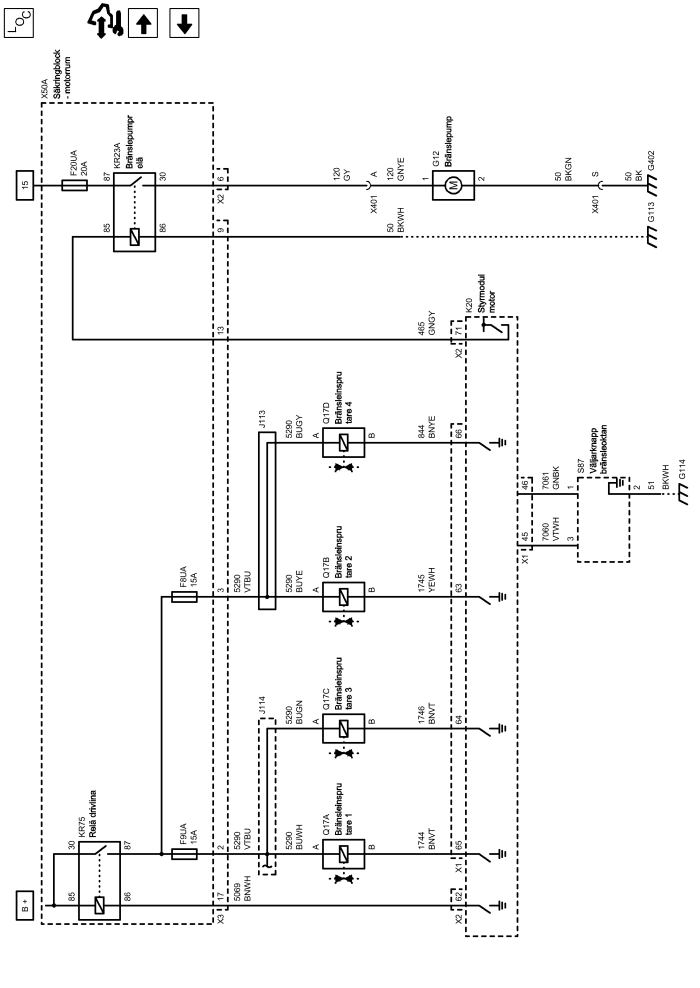 LOC
X50A
Säkringblock
- motorrum
15
F20UA
20A
KR23A
Bränslepumpr
elä
87
30
85
86
X2
6
9
13
120
GY
A
X401
120
GNYE
1
G12
Bränslepump
M
2
50
BKGN
S
X401
50
BK
G402
50
BKWH
G113
465
GNGY
X2
71
K20
Styrmodul
motor
J113
5290
BUGY
A
Q17D
Bränsleinspru
tare 4
B
844
BNYE
66
F8UA
15A
3
5290
VTBU
5290
BUYE
A
Q17B
Bränsleinspru
tare 2
B
1745
YEWH
63
X1
45
46
7060
VTWH
7061
GNBK
3
1
S87
Väljarknapp
bränsleoktan
2
51
BKWH
G114
J114
5290
BUGN
A
Q17C
Bränsleinspru
tare 3
B
1746
BNVT
64
KR75
Relä drivlina
30
87
85
86
B +
F9UA
15A
2
5290
VTBU
5290
BUWH
A
Q17A
Bränsleinspru
tare 1
B
1744
BNVT
65
X1
X3
17
5069
BNWH
X2
62